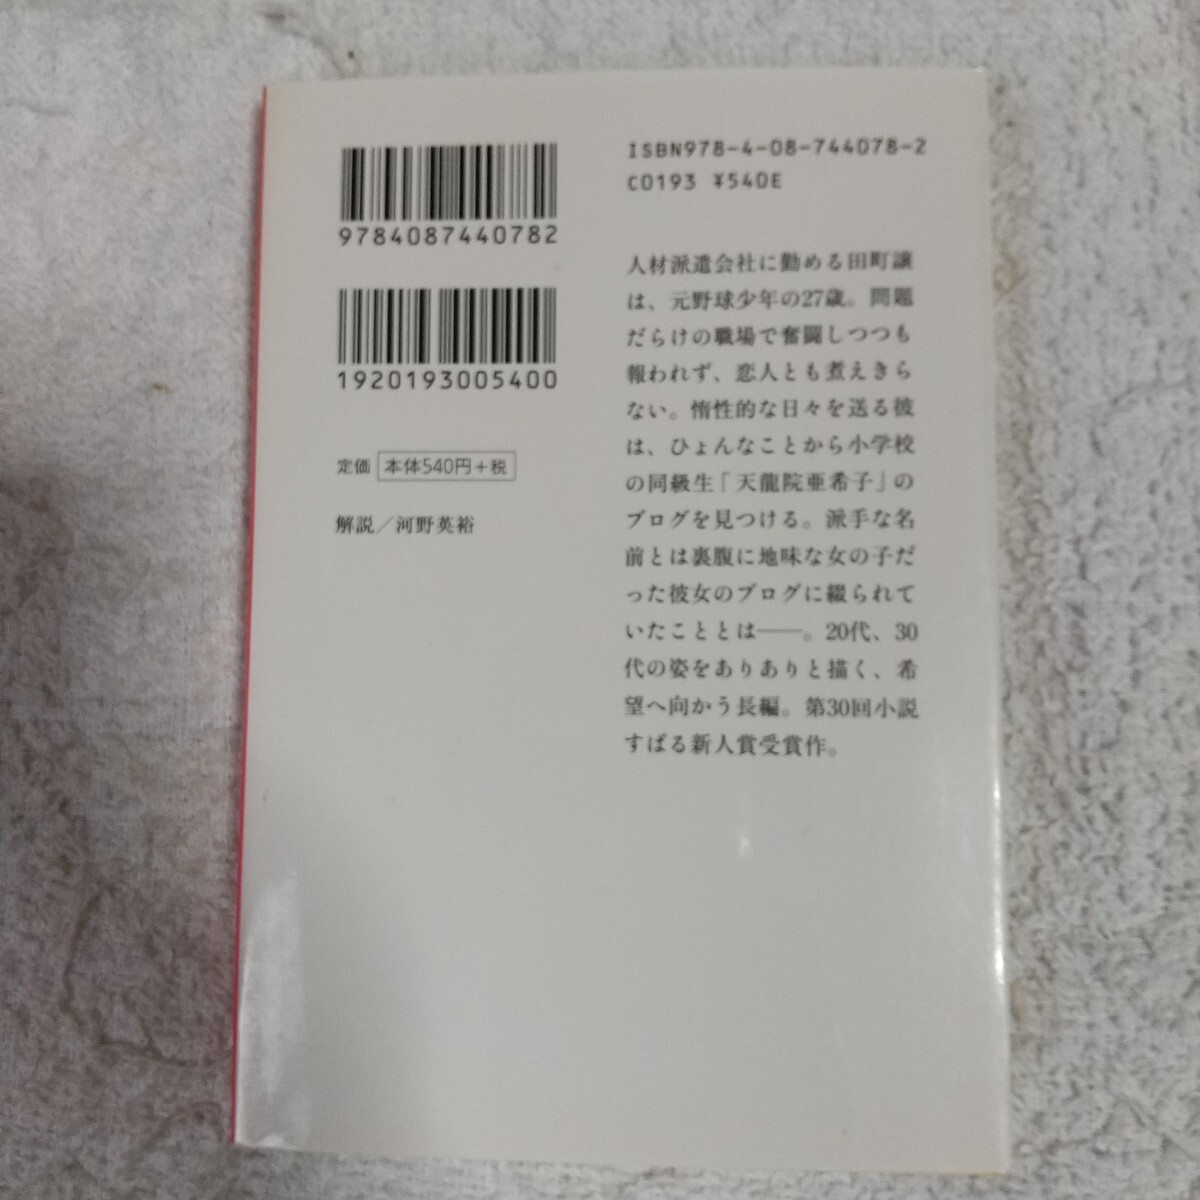 9784087440782
1920193005400
定価 本体540円+税
解説／河野英裕
ISBN978-4-08-744078-2
C0193 ¥540E
人材派遣会社に勤める田町譲
は、元野球少年の27歳。問題
だらけの職場で奮闘しつつも
報われず、恋人とも煮えきら
ない。惰性的な日々を送る彼
は、ひょんなことから小学校
の同級生「天龍院亜希子」の
ブログを見つける。派手な名
前とは裏腹に地味な女の子だ
った彼女のブログに綴られて
いたこととは――。20代、30
代の姿をありありと描く、希
望へ向かう長編。第30回小説
すばる新人賞受賞作。